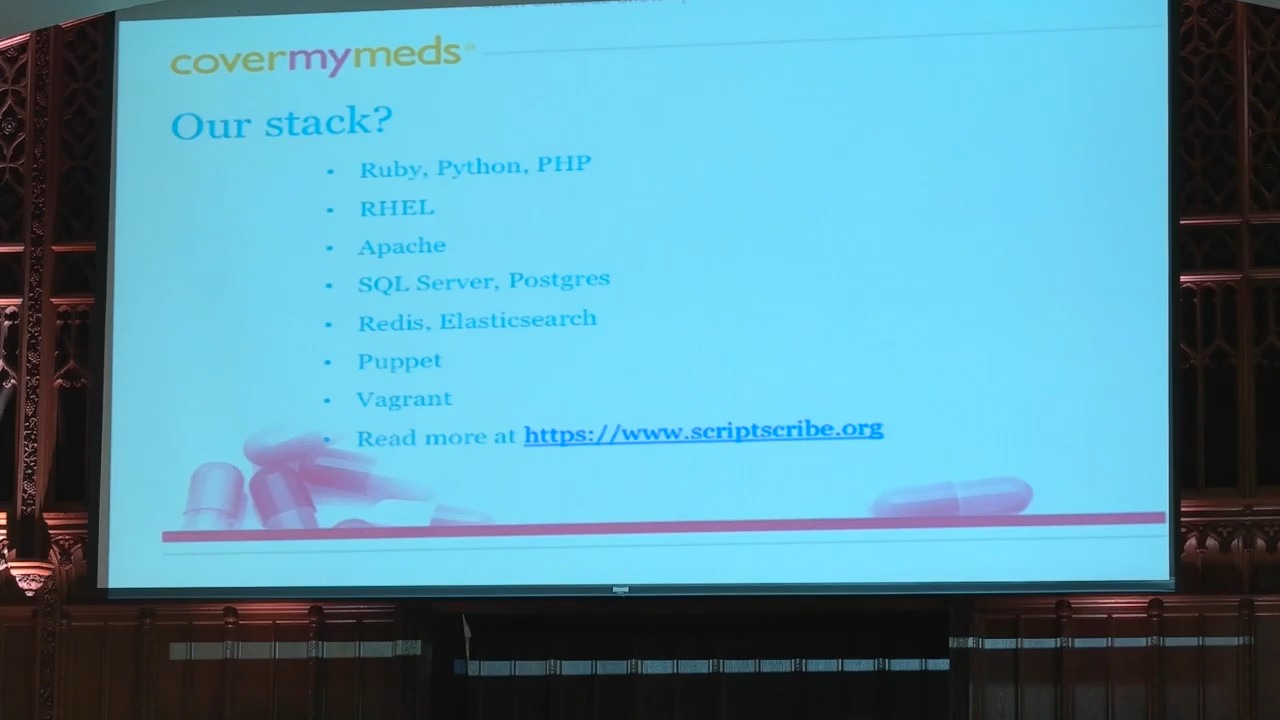 covermymeds
Our stack?
• Ruby, Python, PHP
• RHEL
• Apache
• SQL Server, Postgres
• Redis, Elasticsearch
• Puppet
• Vagrant
• Read more at https://www.scriptscribe.org